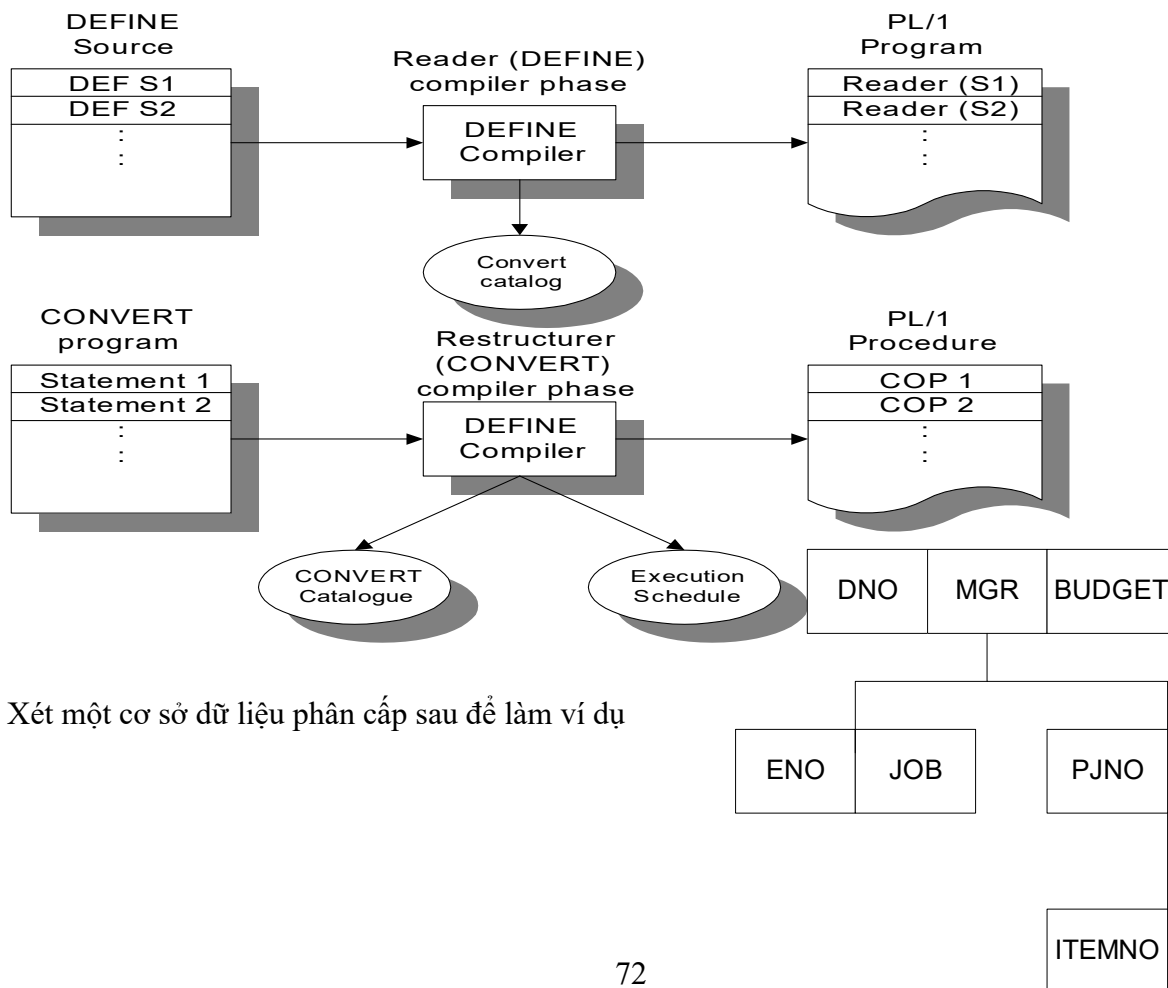 DEFINE
Source
DEF S1
DEF S2
:
:
Reader (DEFINE)
compiler phase
DEFINE
Compiler
Convert
catalog
PL/1
Program
Reader (S1)
Reader (S2)
:
:
CONVERT
program
Statement 1
Statement 2
:
:
Restructurer
(CONVERT)
compiler phase
DEFINE
Compiler
CONVERT
Catalogue
Execution
Schedule
PL/1
Procedure
COP 1
COP 2
:
:
DNO MGR BUDGET
Xét một cơ sở dữ liệu phân cấp sau để làm ví dụ
ENO JOB PJNO
ITEMNO
72